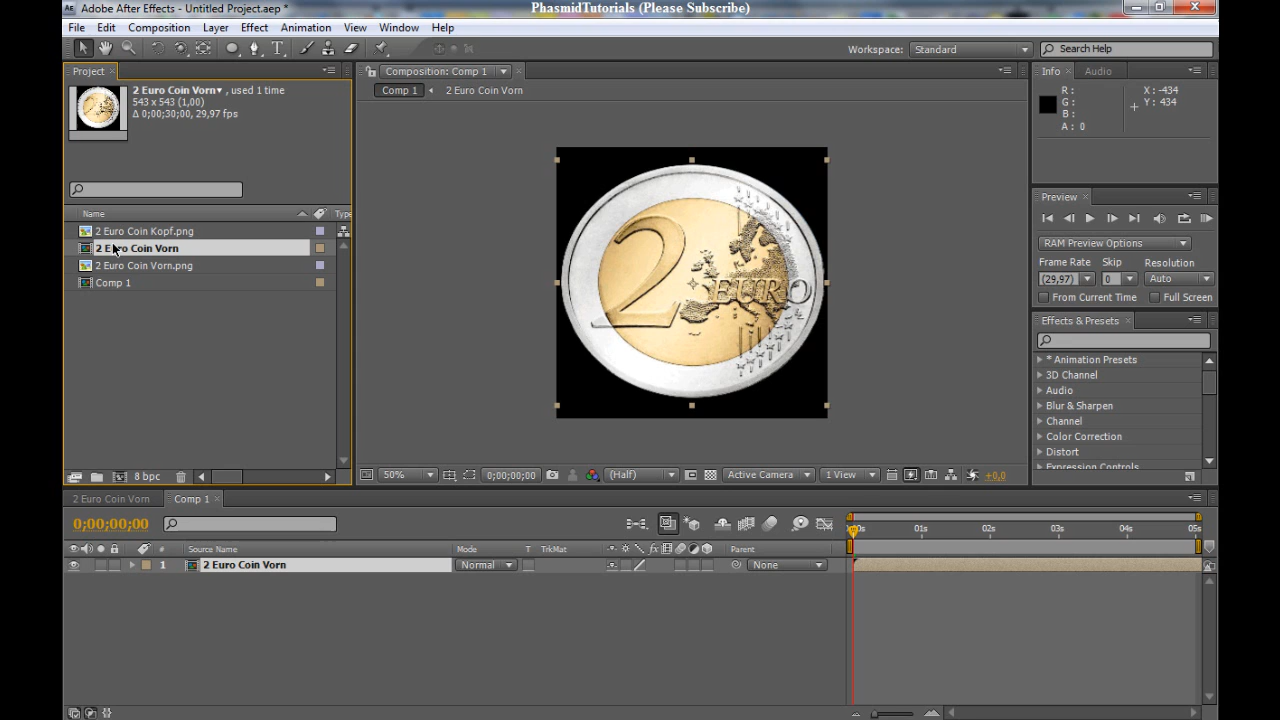 PhasmidTutorials (Please Subscribe)
Adobe After Effects - Untitled Project.aep *
File Edit Composition Layer Effect Animation View Window Help
Workspace: Standard Search Help
Project
2 Euro Coin Vorn▾ , used 1 time
543 x 543 (1,00)
Δ 0;00;30;00, 29,97 fps
Name Type
2 Euro Coin Kopf.png
2 Euro Coin Vorn
2 Euro Coin Vorn.png
Comp 1
8 bpc
Composition: Comp 1
Comp 1 2 Euro Coin Vorn
2 EURO
50% 0;00;00;00 (Half) Active Camera 1 View +0,0
Info Audio
R :
G :
B :
A : 0
X : -434
Y : 434
Preview
RAM Preview Options
Frame Rate Skip Resolution
(29,97) 0 Auto
From Current Time Full Screen
Effects & Presets
* Animation Presets
3D Channel
Audio
Blur & Sharpen
Channel
Color Correction
Distort
Expression Controls
2 Euro Coin Vorn Comp 1
0;00;00;00
# Source Name Mode T TrkMat Parent
1 2 Euro Coin Vorn Normal None
01s 02s 03s 04s 05s